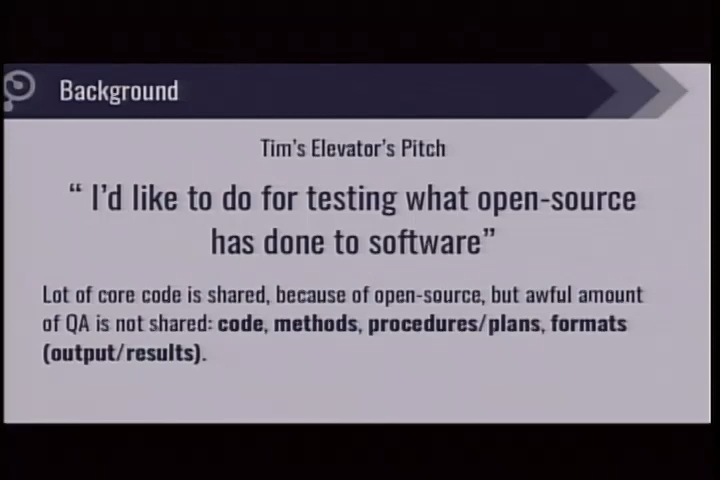 Background
Tim's Elevator's Pitch
“ I'd like to do for testing what open-source
has done to software”
Lot of core code is shared, because of open-source, but awful amount
of QA is not shared: code, methods, procedures/plans, formats
(output/results).